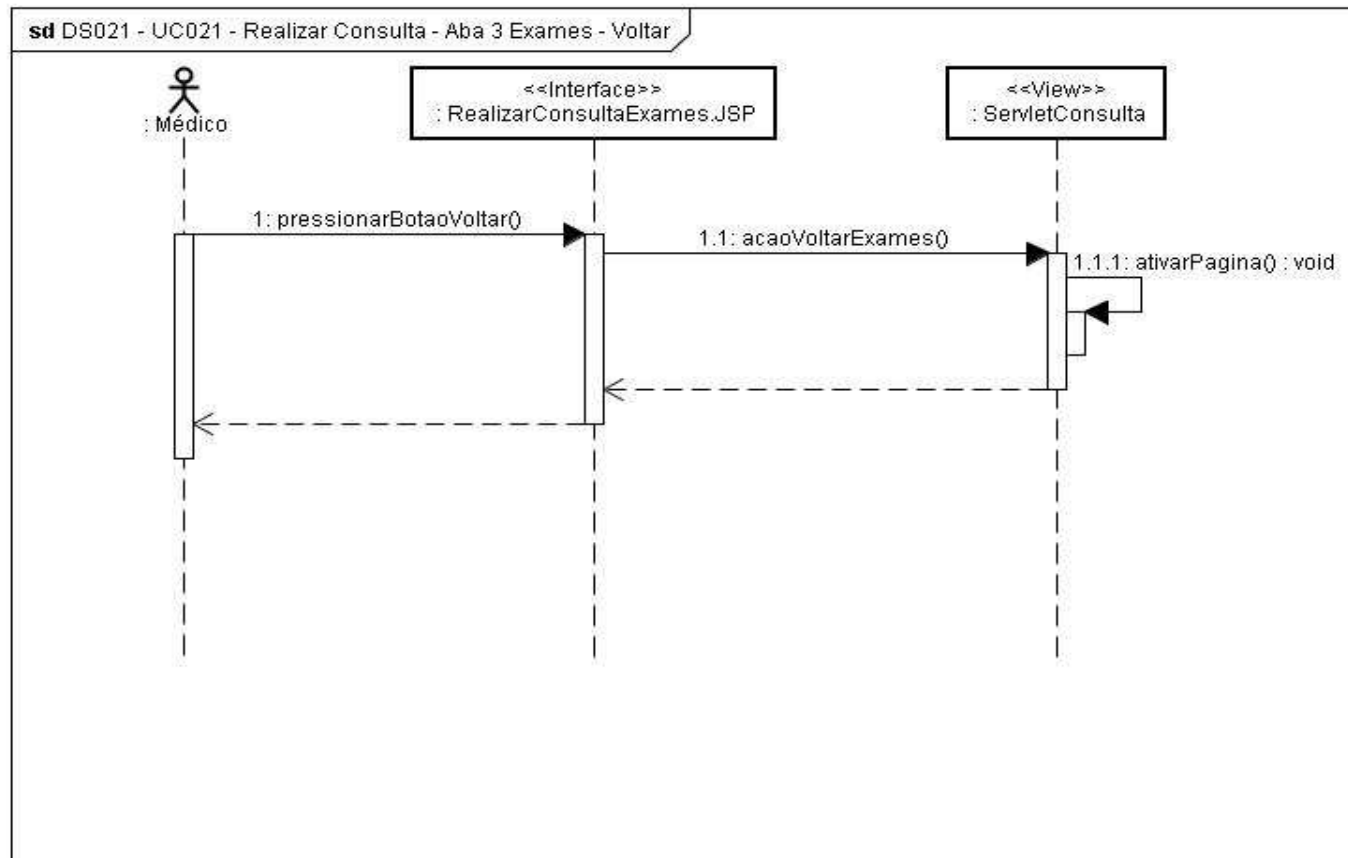 sd DS021 - UC021 - Realizar Consulta - Aba 3 Exames - Voltar
: Médico
<<Interface>>
: RealizarConsultaExames.JSP
<<View>>
: ServletConsulta
1: pressionarBotaoVoltar()
1.1: acaoVoltarExames()
1.1.1: ativarPagina() : void